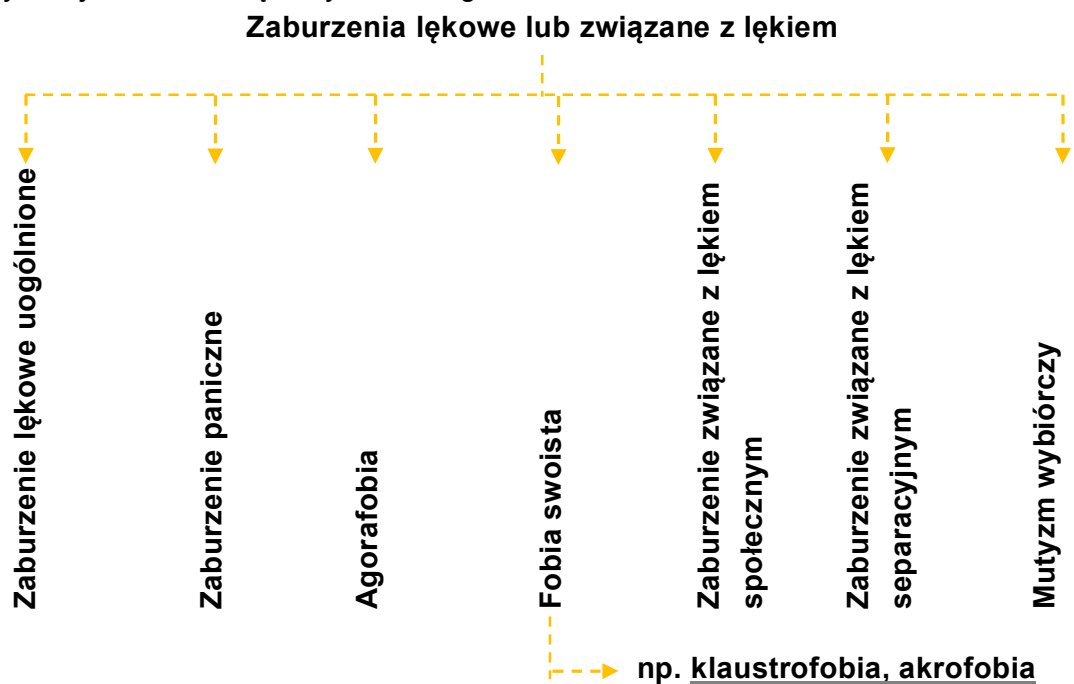 Zaburzenia lękowe lub związane z lękiem
Zaburzenie lękowe uogólnione
Zaburzenie paniczne
Agorafobia
Fobia swoista
Zaburzenie związane z lękiem
społecznym
Zaburzenie związane z lękiem
separacyjnym
Mutyzm wybiórczy
np. klaustrofobia, akrofobia